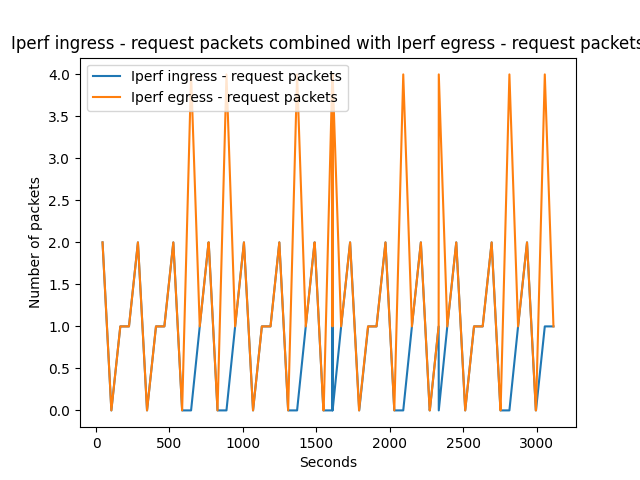 Iperf ingress - request packets combined with Iperf egress - request packets
Iperf ingress - request packets
Iperf egress - request packets
Number of packets
4.0
3.5
3.0
2.5
2.0
1.5
1.0
0.5
0.0
0 500 1000 1500 2000 2500 3000
Seconds